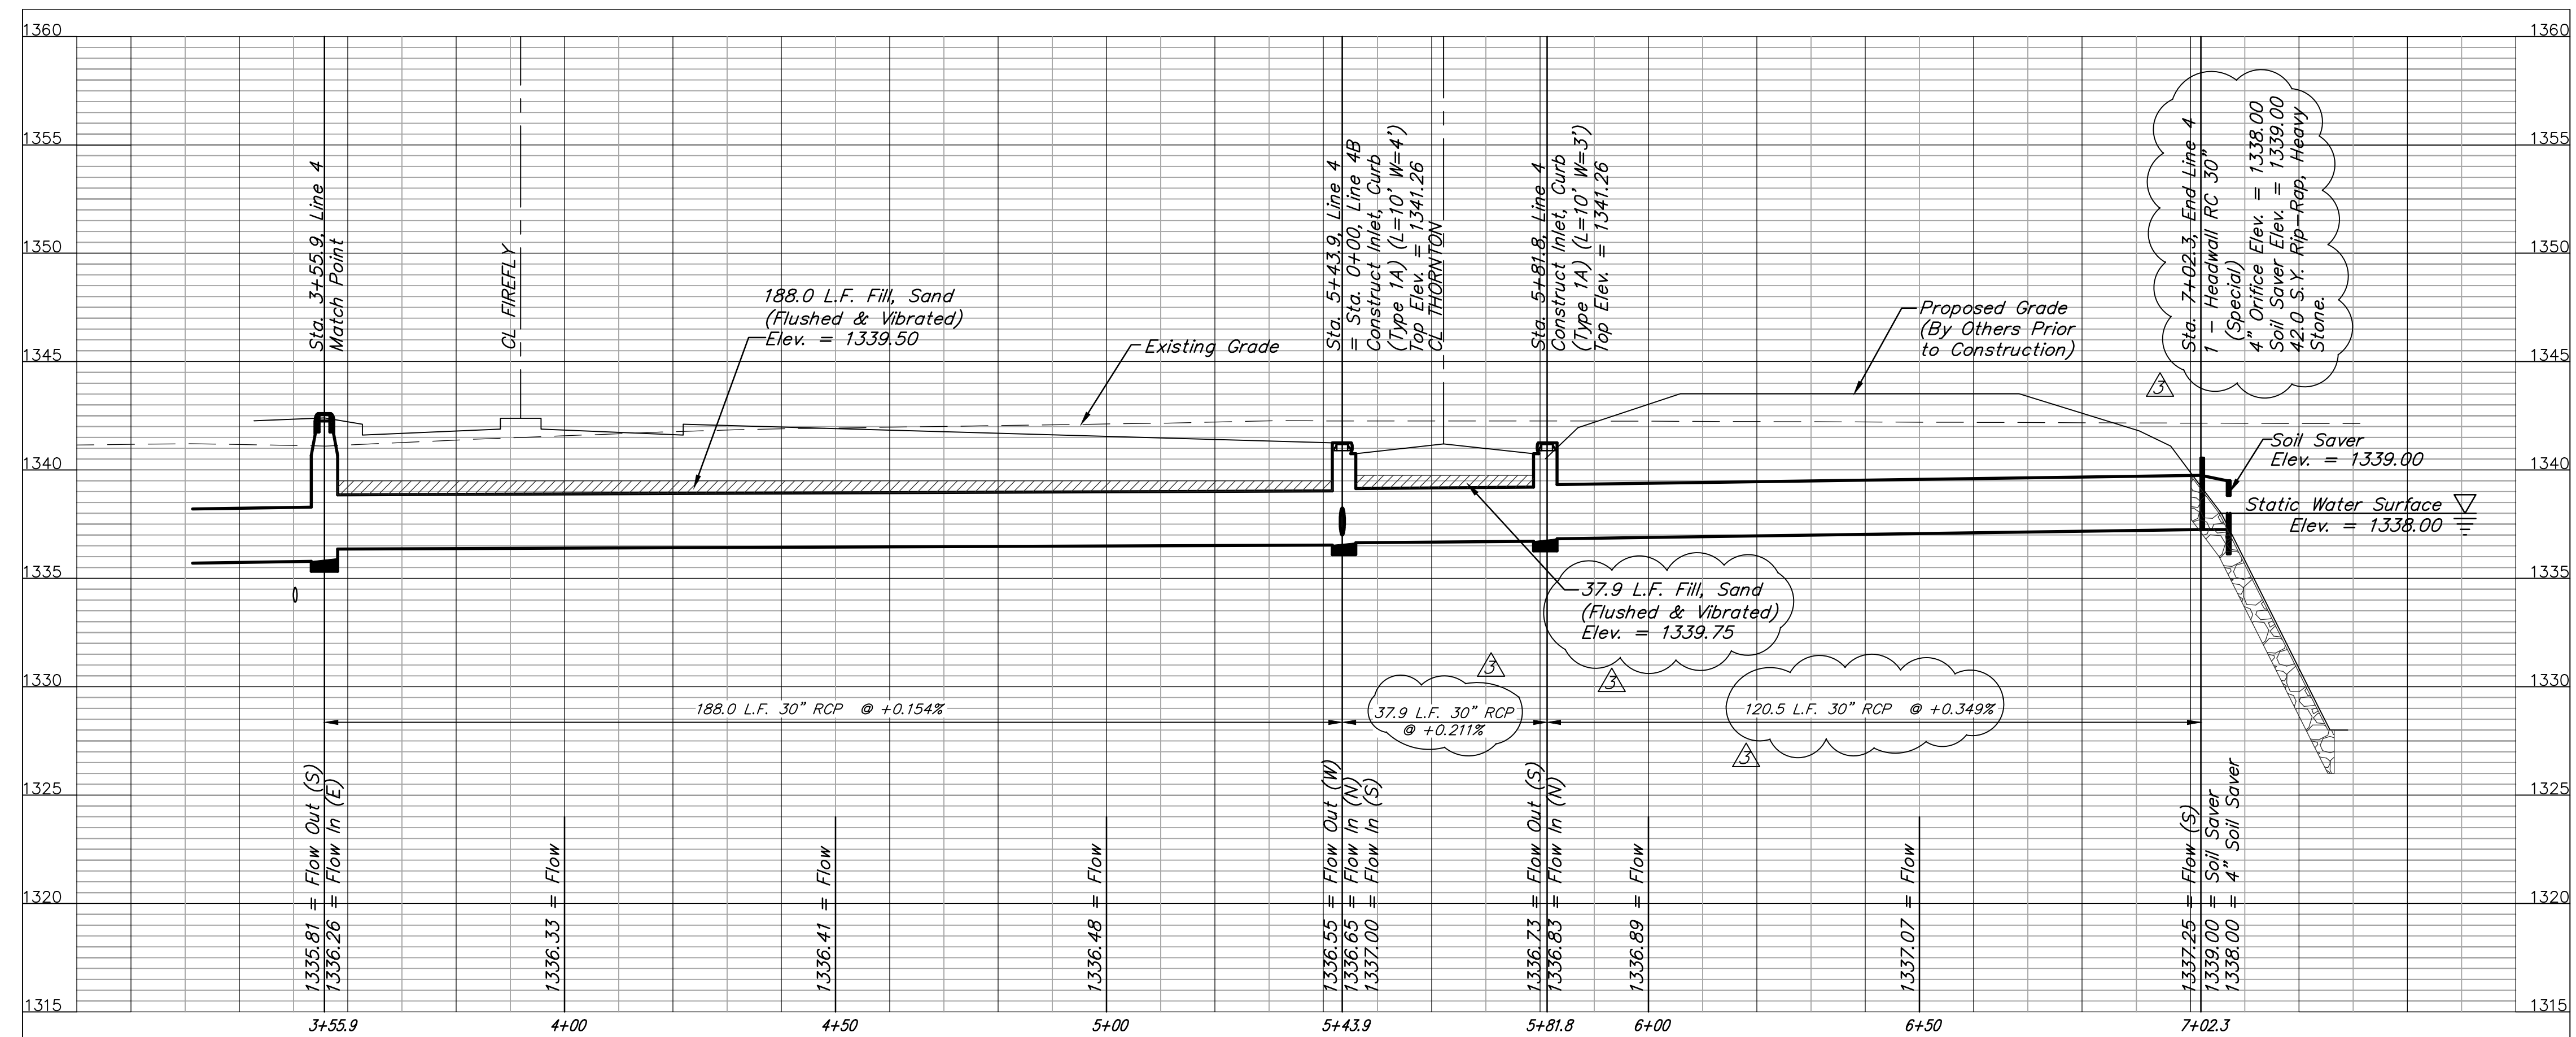 1360
1360
1355
1355
1350
1350
1345
1345
1340
1340
1335
1335
1330
1330
1325
1325
1320
1320
1315
1315
Sta. 3+55.9, Line 4
Match Point
CL FIREFLY
188.0 L.F. Fill, Sand
(Flushed & Vibrated)
Elev. = 1339.50
Existing Grade
Sta. 5+43.9, Line 4
= Sta. 0+00, Line 4B
Construct Inlet, Curb
(Type 1A) (L=10' W=4')
Top Elev. = 1341.26
CL THORNTON
Sta. 5+81.8, Line 4
Construct Inlet, Curb
(Type 1A) (L=10' W=3')
Top Elev. = 1341.26
Proposed Grade
(By Others Prior
to Construction)
Sta. 7+02.3, End Line 4
1 - Headwall RC 30"
(Special)
4" Orifice Elev. = 1338.00
Soil Saver Elev. = 1339.00
42.0 S.Y. Rip-Rap, Heavy
Stone.
3
Soil Saver
Elev. = 1339.00
Static Water Surface
Elev. = 1338.00
37.9 L.F. Fill, Sand
(Flushed & Vibrated)
Elev. = 1339.75
3
3
188.0 L.F. 30" RCP @ +0.154%
37.9 L.F. 30" RCP
@ +0.211%
120.5 L.F. 30" RCP @ +0.349%
3
1335.81 = Flow Out (S)
1336.26 = Flow In (E)
1336.33 = Flow
1336.41 = Flow
1336.48 = Flow
1336.55 = Flow Out (W)
1336.65 = Flow In (N)
1337.00 = Flow In (S)
1336.73 = Flow Out (S)
1336.83 = Flow In (N)
1336.89 = Flow
1337.07 = Flow
1337.25 = Flow (S)
1339.00 = Soil Saver
1338.00 = 4" Soil Saver
3+55.9
4+00
4+50
5+00
5+43.9
5+81.8
6+00
6+50
7+02.3